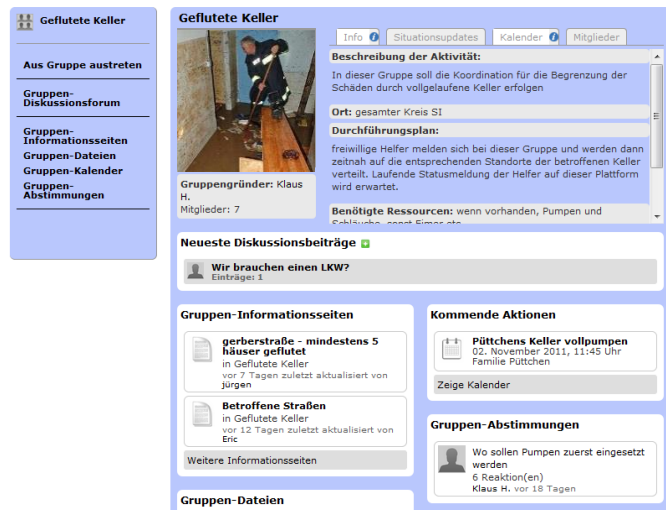 Geflutete Keller
Aus Gruppe austreten
Gruppen-
Diskussionsforum
Gruppen-
Informationsseiten
Gruppen-Dateien
Gruppen-Kalender
Gruppen-
Abstimmungen
Geflutete Keller
Info
Situationsupdates
Kalender
Mitglieder
Gruppengründer: Klaus
H.
Mitglieder: 7
Beschreibung der Aktivität:
In dieser Gruppe soll die Koordination für die Begrenzung der
Schäden durch vollgelaufene Keller erfolgen
Ort: gesamter Kreis SI
Durchführungsplan:
freiwillige Helfer melden sich bei dieser Gruppe und werden dann
zeitnah auf die entsprechenden Standorte der betroffenen Keller
verteilt. Laufende Statusmeldung der Helfer auf dieser Plattform
wird erwartet.
Benötigte Ressourcen: wenn vorhanden, Pumpen und
Schläuche, sonst Eimer etc.
Neueste Diskussionsbeiträge
Wir brauchen einen LKW?
Einträge: 1
Gruppen-Informationsseiten
gerberstraße - mindestens 5
häuser geflutet
in Geflutete Keller
vor 7 Tagen zuletzt aktualisiert von
jürgen
Betroffene Straßen
in Geflutete Keller
vor 12 Tagen zuletzt aktualisiert von
Eric
Weitere Informationsseiten
Gruppen-Dateien
Kommende Aktionen
Püttchens Keller vollpumpen
02. November 2011, 11:45 Uhr
Familie Püttchen
Zeige Kalender
Gruppen-Abstimmungen
Wo sollen Pumpen zuerst eingesetzt
werden
6 Reaktion(en)
Klaus H. vor 18 Tagen